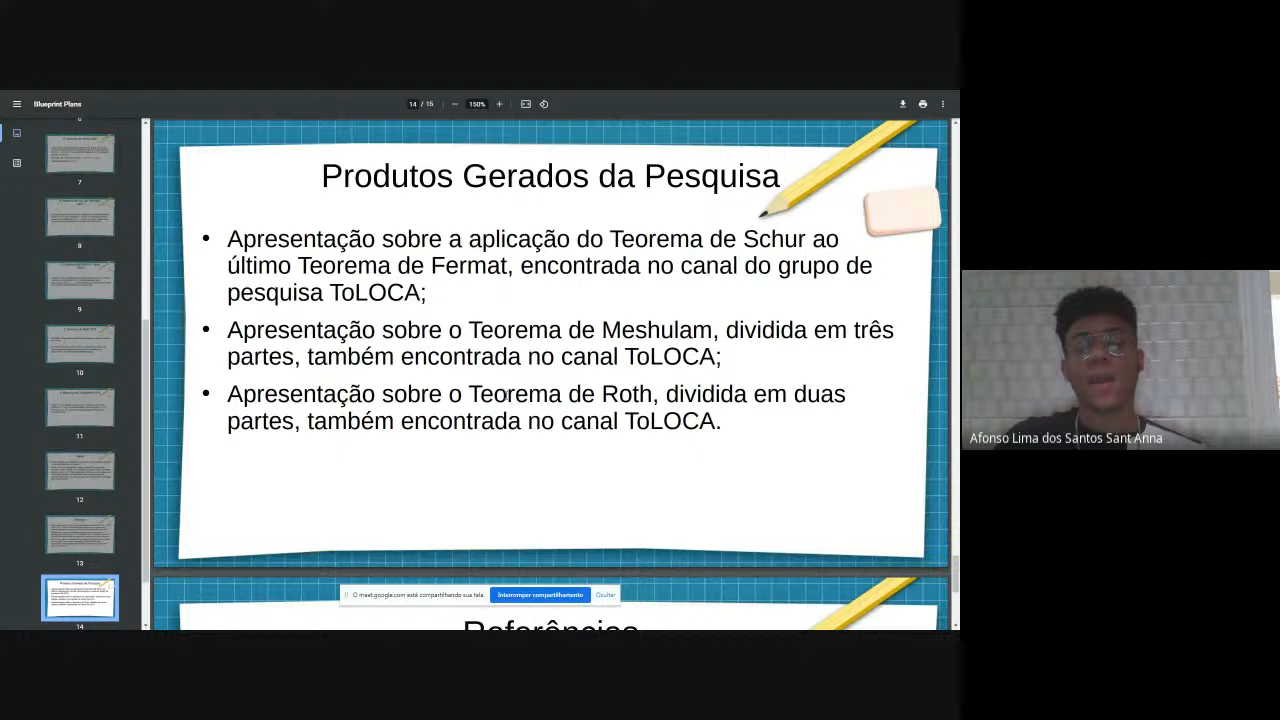 Blueprint Plans
14 / 15
150%
7
8
9
10
11
12
13
14
Produtos Gerados da Pesquisa
• Apresentação sobre a aplicação do Teorema de Schur ao
último Teorema de Fermat, encontrada no canal do grupo de
pesquisa ToLOCA;
• Apresentação sobre o Teorema de Meshulam, dividida em três
partes, também encontrada no canal ToLOCA;
• Apresentação sobre o Teorema de Roth, dividida em duas
partes, também encontrada no canal ToLOCA.
O meet.google.com está compartilhando sua tela.
Interromper compartilhamento
Ocultar
Referências
Afonso Lima dos Santos Sant Anna